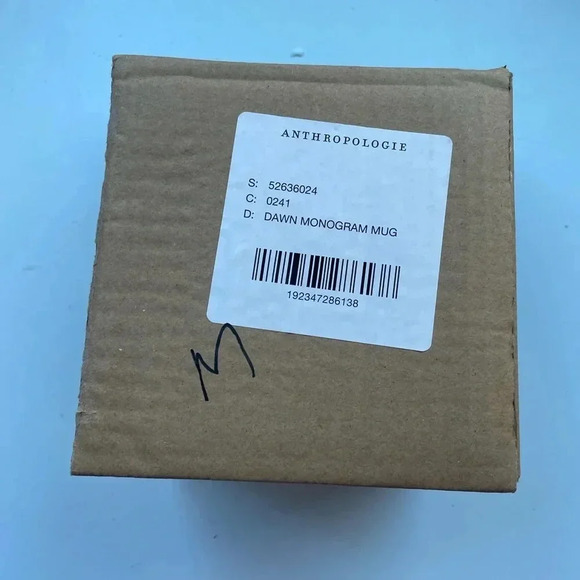 ANTHROPOLOGIE
S: 52636024
C: 0241
D: DAWN MONOGRAM MUG
192347286138
M